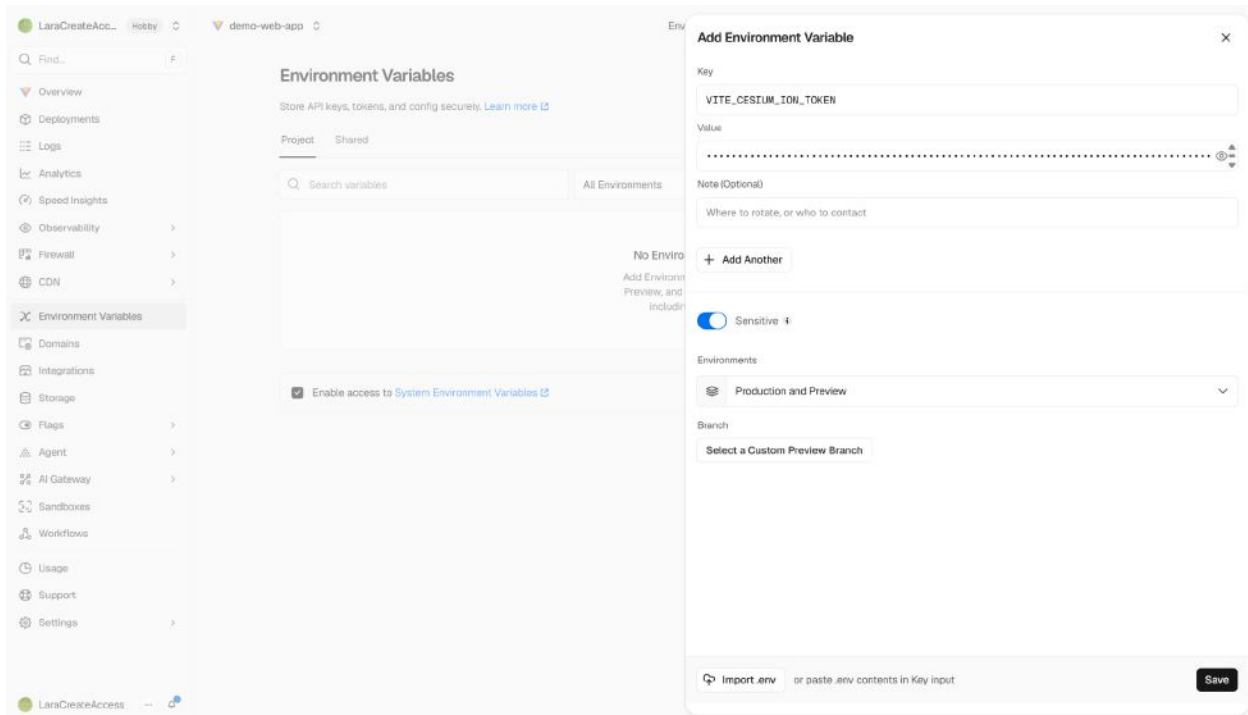 LaraCreateAcc... Hobby
demo-web-app
Find...
F
Overview
Deployments
Logs
Analytics
Speed Insights
Observability
Firewall
CDN
Environment Variables
Domains
Integrations
Storage
Flags
Agent
AI Gateway
Sandboxes
Workflows
Usage
Support
Settings
LaraCreateAccess
Env
Environment Variables
Store API keys, tokens, and config securely. Learn more
Project Shared
Search variables
All Environments
No Enviro
Add Environm
Preview, and
includin
Enable access to System Environment Variables
Add Environment Variable
Key
VITE_CESIUM_ION_TOKEN
Value
Note (Optional)
Where to rotate, or who to contact
Add Another
Sensitive
Environments
Production and Preview
Branch
Select a Custom Preview Branch
Import .env or paste .env contents in Key input
Save